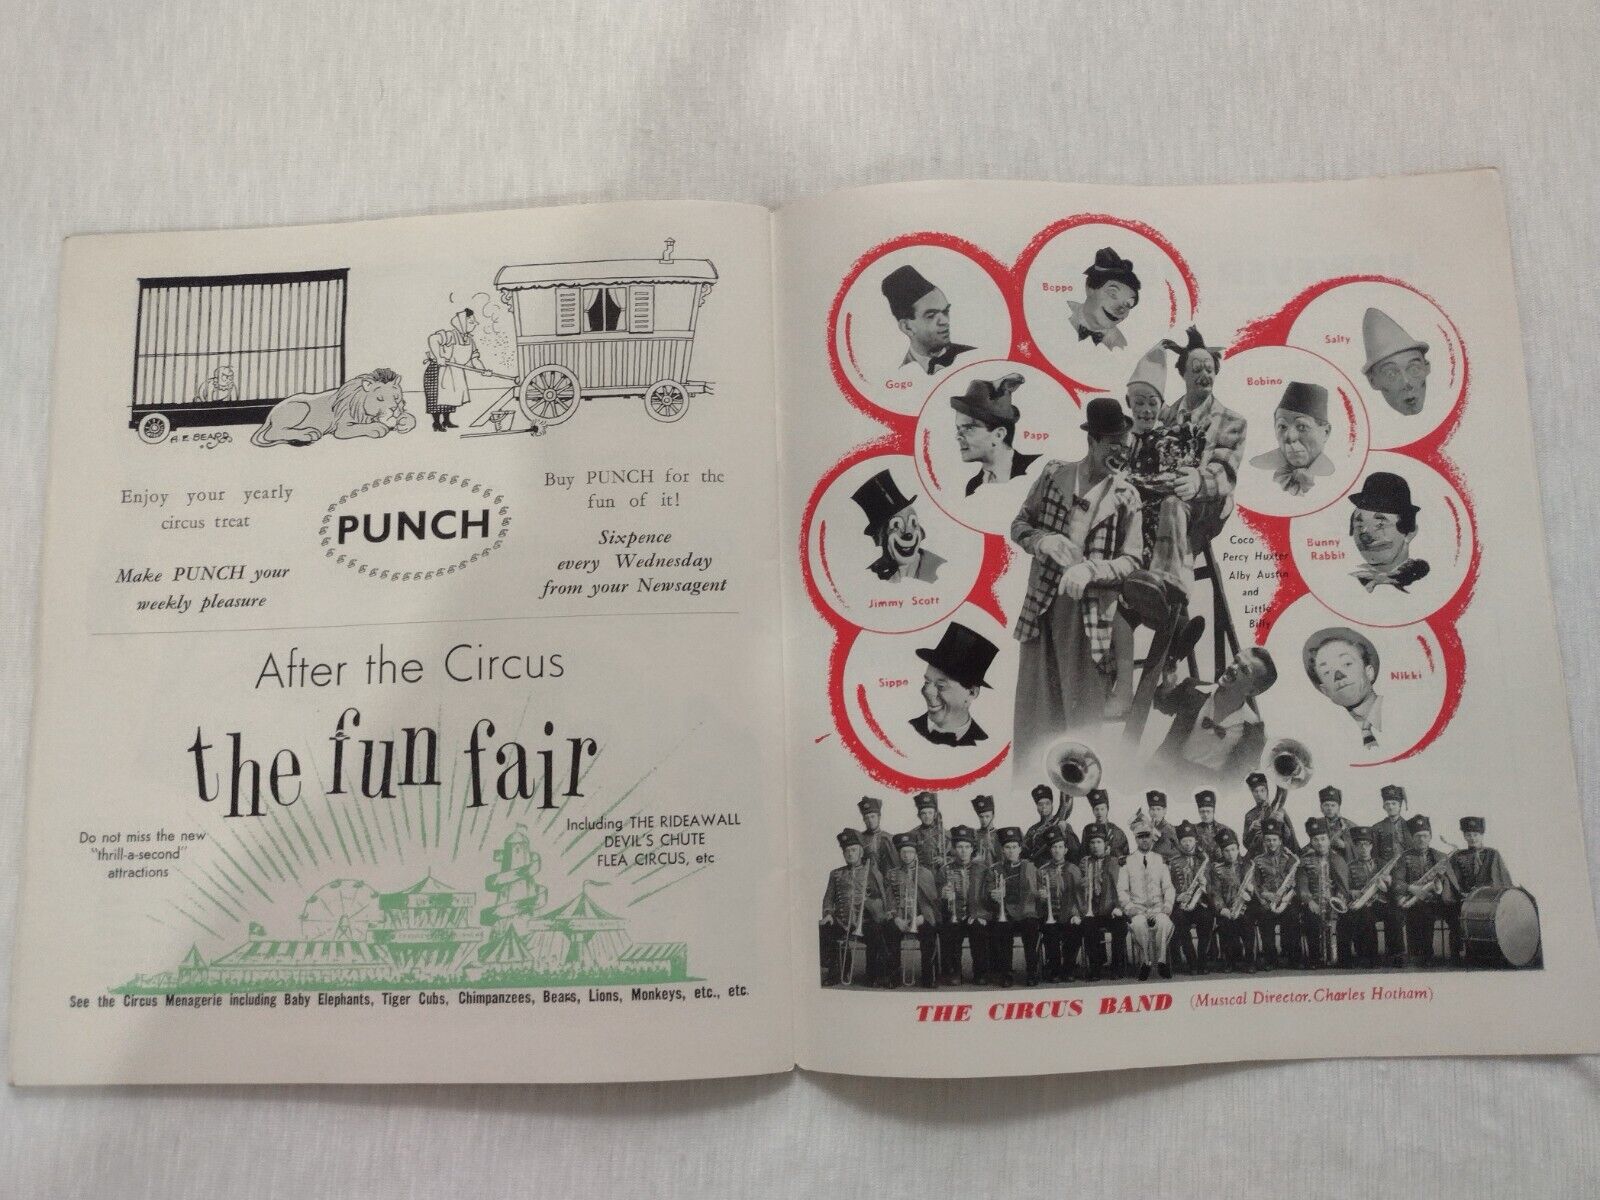 A. E. BEARD
Enjoy your yearly
circus treat
Make PUNCH your
weekly pleasure
PUNCH
Buy PUNCH for the
fun of it!
Sixpence
every Wednesday
from your Newsagent
After the Circus
the fun fair
Do not miss the new
"thrill-a-second"
attractions
Including THE RIDEAWALL
DEVIL'S CHUTE
FLEA CIRCUS, etc
See the Circus Menagerie including Baby Elephants, Tiger Cubs, Chimpanzees, Bears, Lions, Monkeys, etc., etc.
Gogo
Beppo
Salty
Papp
Bobino
Jimmy Scott
Coco
Percy Huxter
Alby Austin
and
Little
Billy
Bunny
Rabbit
Sippo
Nikki
THE CIRCUS BAND (Musical Director, Charles Hotham)